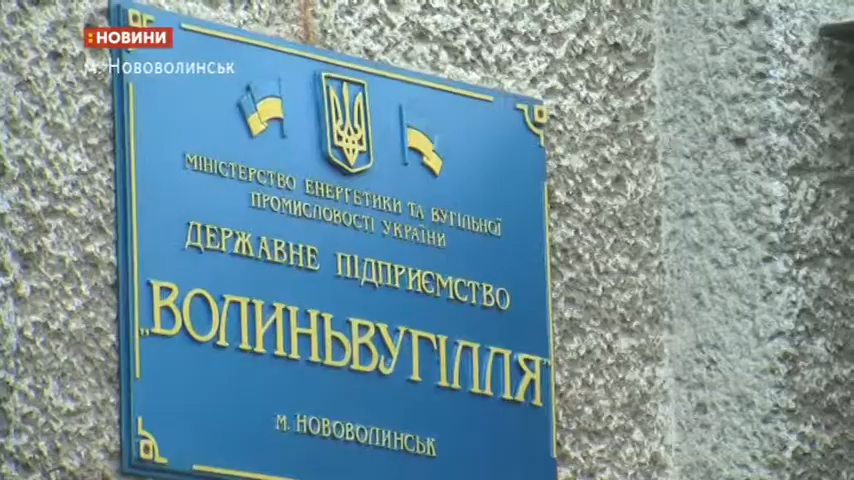 :НОВИНИ
м. Нововолинськ
МІНІСТЕРСТВО ЕНЕРГЕТИКИ ТА ВУГІЛЬНОЇ
ПРОМИСЛОВОСТІ УКРАЇНИ
ДЕРЖАВНЕ ПІДПРИЄМСТВО
„ВОЛИНЬВУГІЛЛЯ”
м. НОВОВОЛИНСЬК